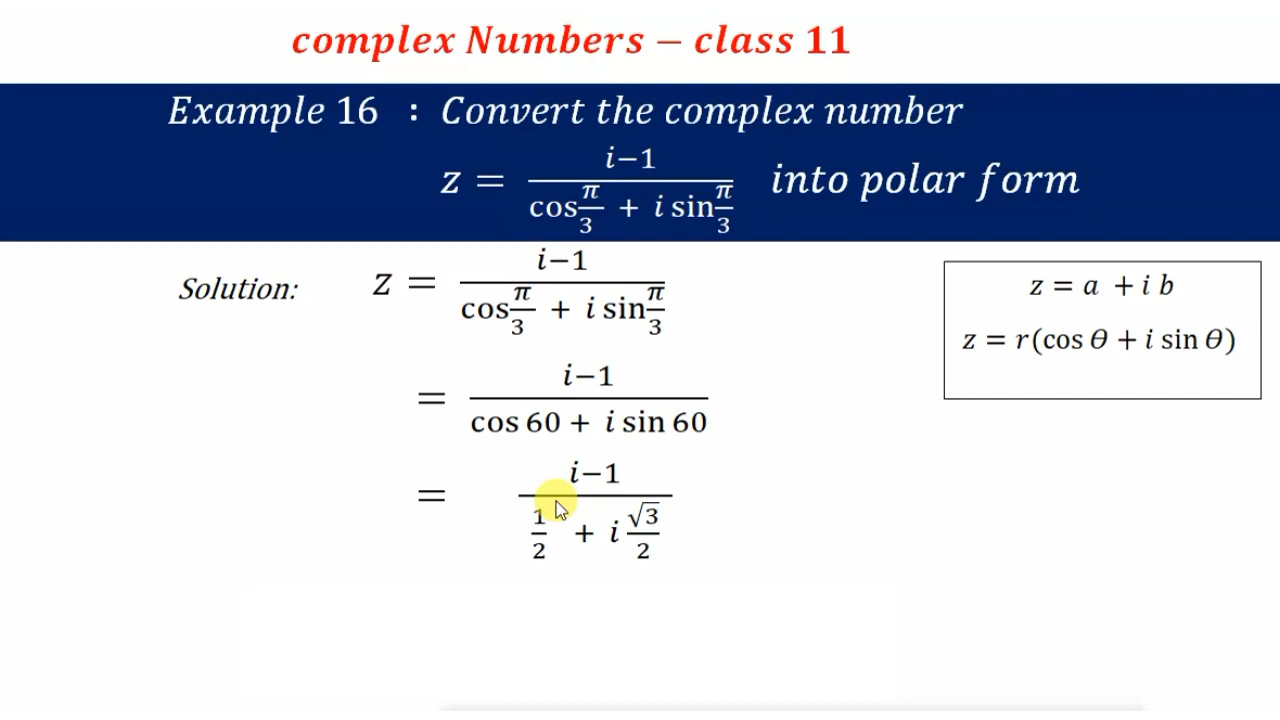 complex Numbers – class 11
Example 16 : Convert the complex number
z = (i−1)/(cos π/3 + i sin π/3) into polar form
Solution: z = (i−1)/(cos π/3 + i sin π/3)
z = a + i b
z = r(cos θ + i sin θ)
= (i−1)/(cos 60 + i sin 60)
= (i−1)/(1/2 + i √3/2)